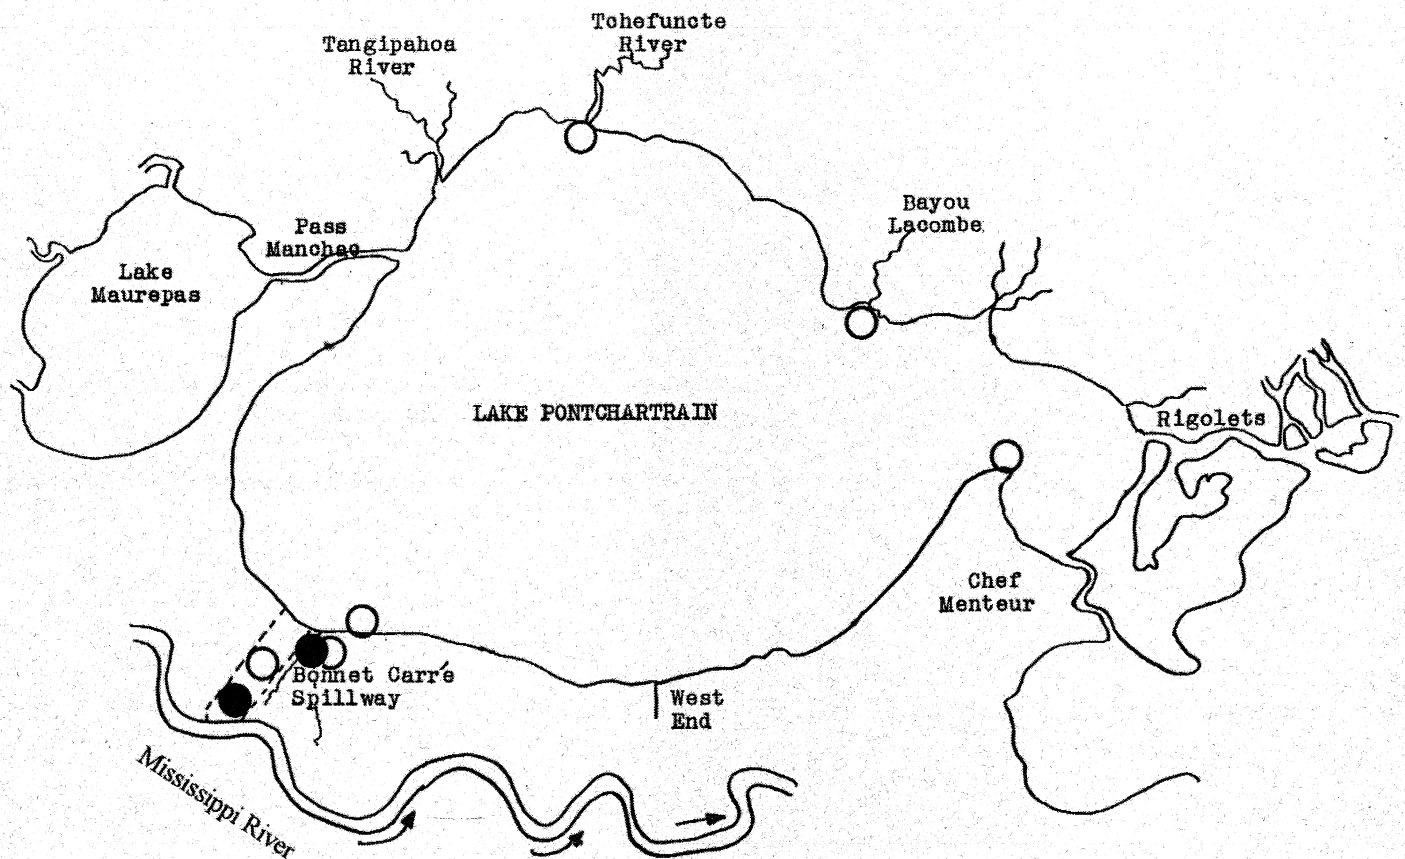 Tchefuncte
River
Tangipahoa
River
Bayou
Lacombe
Pass
Manchac
Lake
Maurepas
LAKE PONTCHARTRAIN
Rigolets
Chef
Menteur
Bonnet Carré
Spillway
West
End
Mississippi River